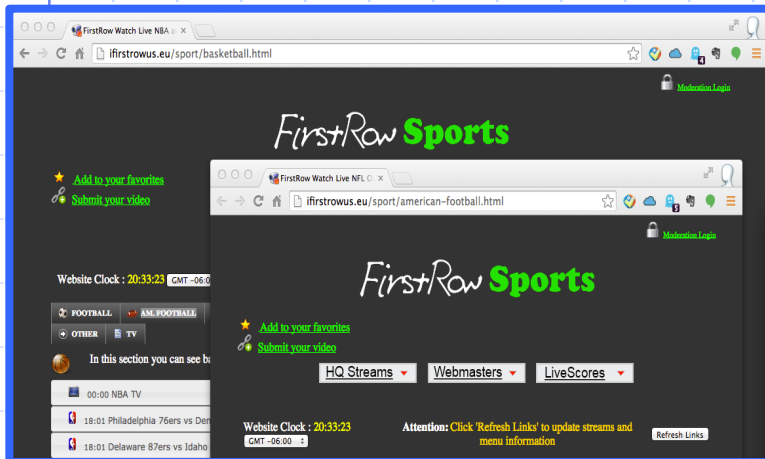 FirstRow Watch Live NBA a
ifirstrowus.eu/sport/basketball.html
4
Moderation Login
FirstRow Sports
Add to your favorites
Submit your video
Website Clock : 20:33:23 GMT -06:0
FOOTBALL AM. FOOTBALL
OTHER TV
In this section you can see ba
00:00 NBA TV
18:01 Philadelphia 76ers vs Den
18:01 Delaware 87ers vs Idaho
FirstRow Watch Live NFL O
ifirstrowus.eu/sport/american-football.html
5
Moderation Login
FirstRow Sports
Add to your favorites
Submit your video
HQ Streams Webmasters LiveScores
Website Clock : 20:33:23 Attention: Click 'Refresh Links' to update streams and
GMT -06:00 menu information Refresh Links